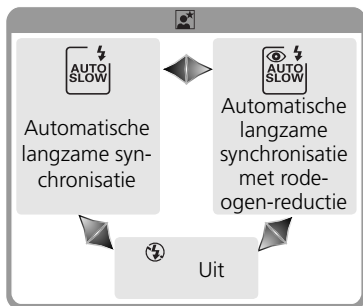 AUTO
SLOW
Automatische
langzame syn-
chronisatie
AUTO
SLOW
Automatische
langzame
synchronisatie
met rode-
ogen-reductie
Uit